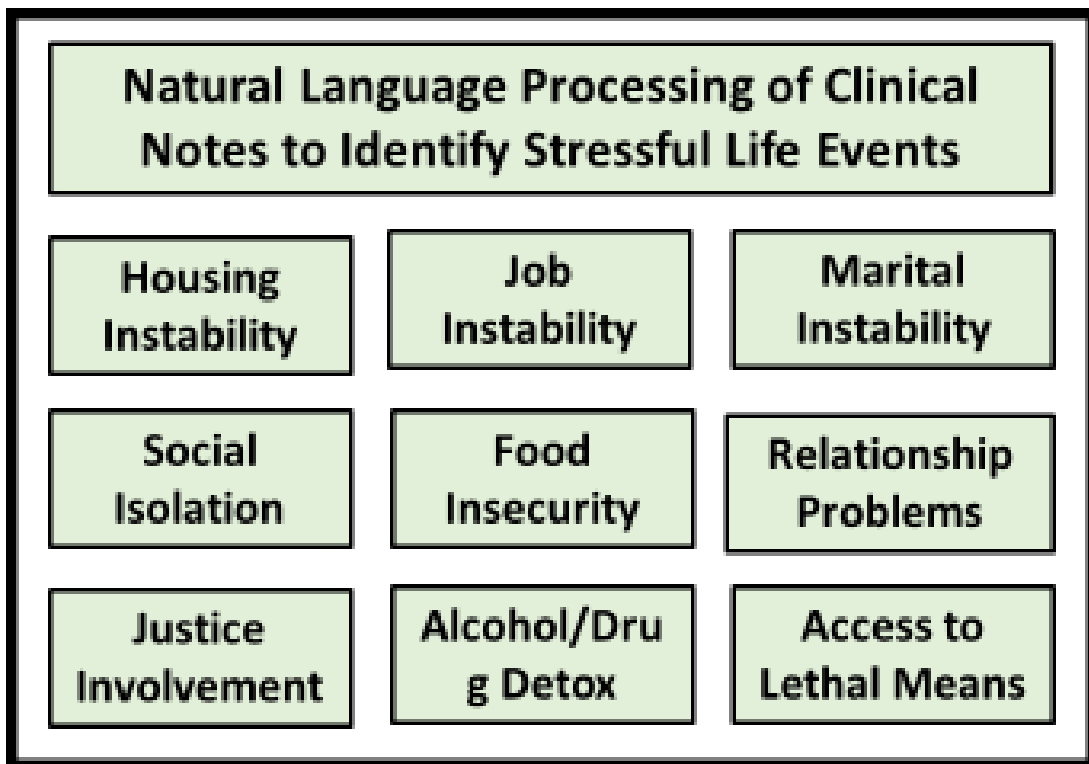 Natural Language Processing of Clinical
Notes to Identify Stressful Life Events
Housing
Instability
Job
Instability
Marital
Instability
Social
Isolation
Food
Insecurity
Relationship
Problems
Justice
Involvement
Alcohol/Dru
g Detox
Access to
Lethal Means